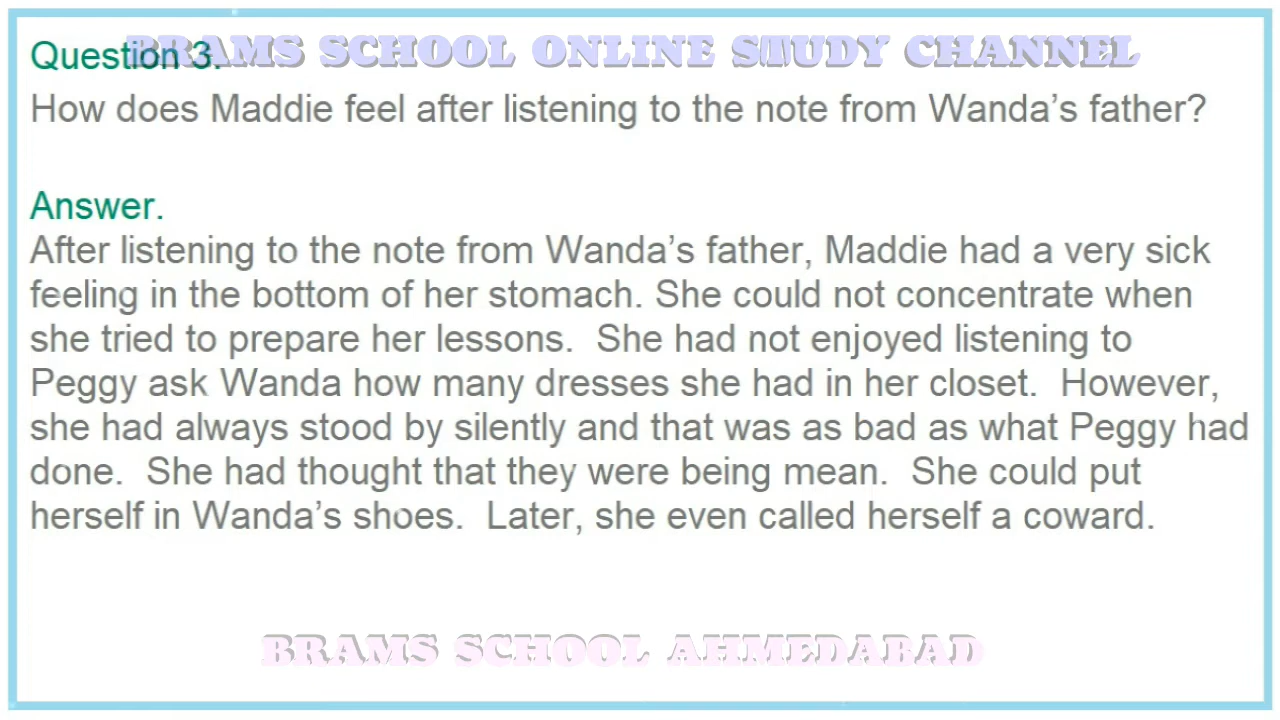 BRAMS SCHOOL ONLINE STUDY CHANNEL
Question 3.
How does Maddie feel after listening to the note from Wanda's father?
Answer.
After listening to the note from Wanda's father, Maddie had a very sick
feeling in the bottom of her stomach. She could not concentrate when
she tried to prepare her lessons.  She had not enjoyed listening to
Peggy ask Wanda how many dresses she had in her closet.  However,
she had always stood by silently and that was as bad as what Peggy had
done.  She had thought that they were being mean.  She could put
herself in Wanda's shoes.  Later, she even called herself a coward.
BRAMS SCHOOL AHMEDABAD